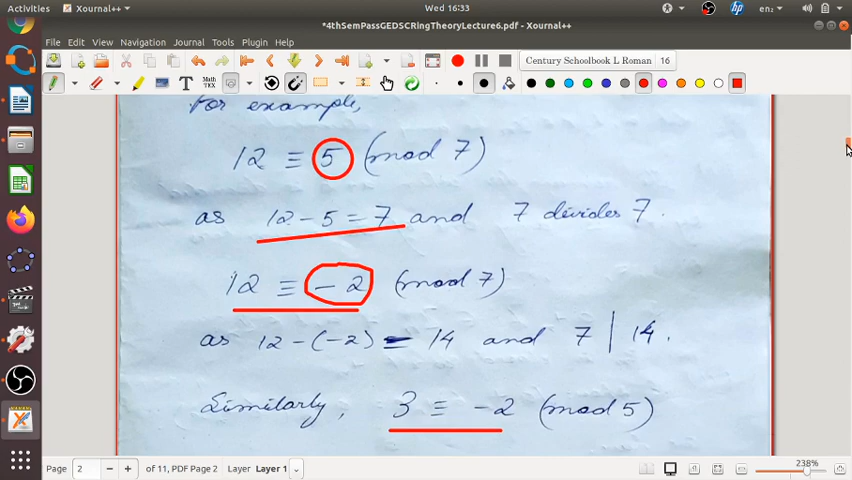 Activities Xournal++ Wed 16:33 en₂
*4thSemPassGEDSCRingTheoryLecture6.pdf - Xournal++
File Edit View Navigation Journal Tools Plugin Help
Century Schoolbook L Roman 16
Math TEX
for example,
12 ≡ 5 (mod 7)
as 12 - 5 = 7 and 7 divides 7.
12 ≡ -2 (mod 7)
as 12 - (-2) = 14 and 7 | 14.
Similarly, 3 ≡ -2 (mod 5)
Page 2 of 11, PDF Page 2 Layer Layer 1 238%